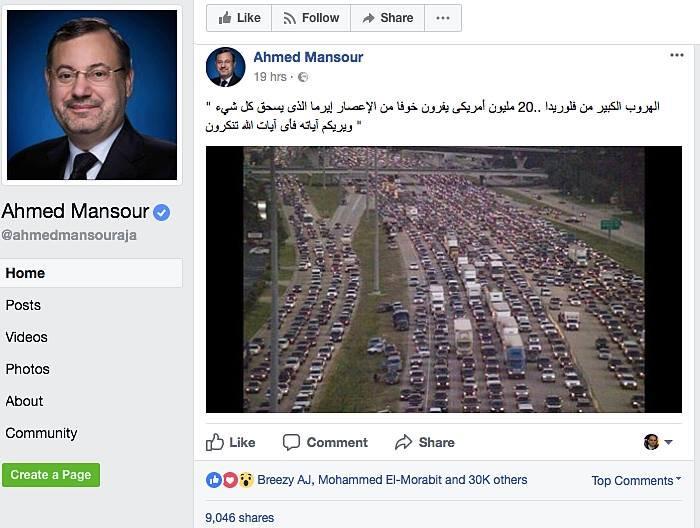 Like
Follow
Share
Ahmed Mansour
19 hrs
الهروب الكبير من فلوريدا ..20 مليون أمريكى يفرون خوفا من الإعصار إيرما الذى يسحق كل شيء "
ويريكم آياته فأى آيات الله تنكرون "
Ahmed Mansour
@ahmedmansouraja
Home
Posts
Videos
Photos
About
Community
Create a Page
Like Comment Share
Breezy AJ, Mohammed El-Morabit and 30K others Top Comments
9,046 shares